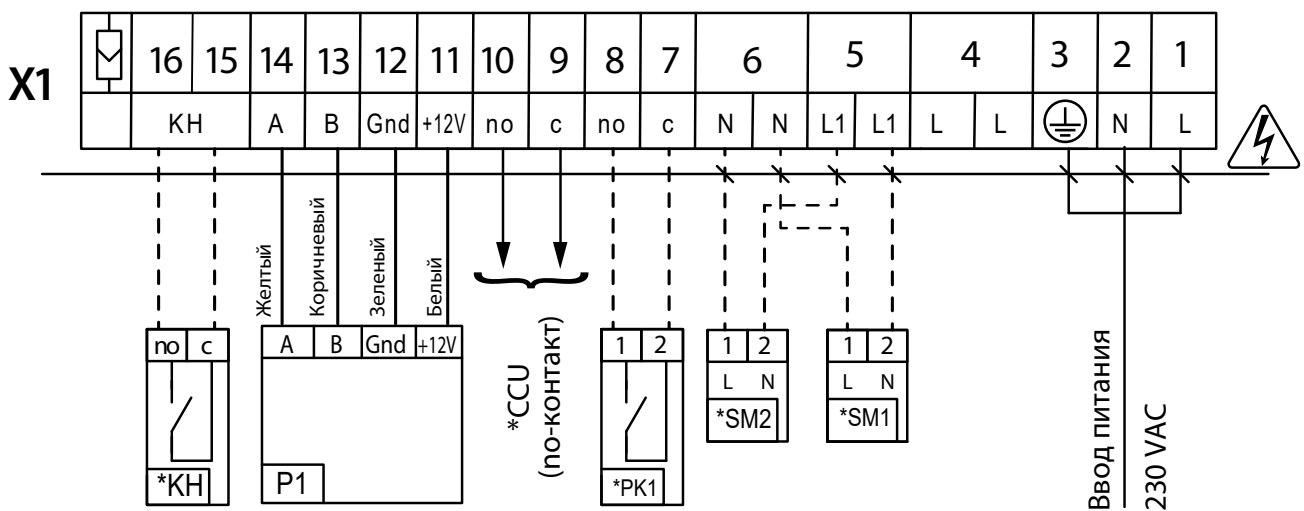 X1
16 15 14 13 12 11 10 9 8 7 6 5 4 3 2 1
KH A B Gnd +12V no c no c N N L1 L1 L L N L
Желтый
Коричневый
Зеленый
Белый
no c
*KH
A B Gnd +12V
P1
*CCU
(no-контакт)
1 2
*PK1
1 2
L N
*SM2
1 2
L N
*SM1
Ввод питания
230 VAC